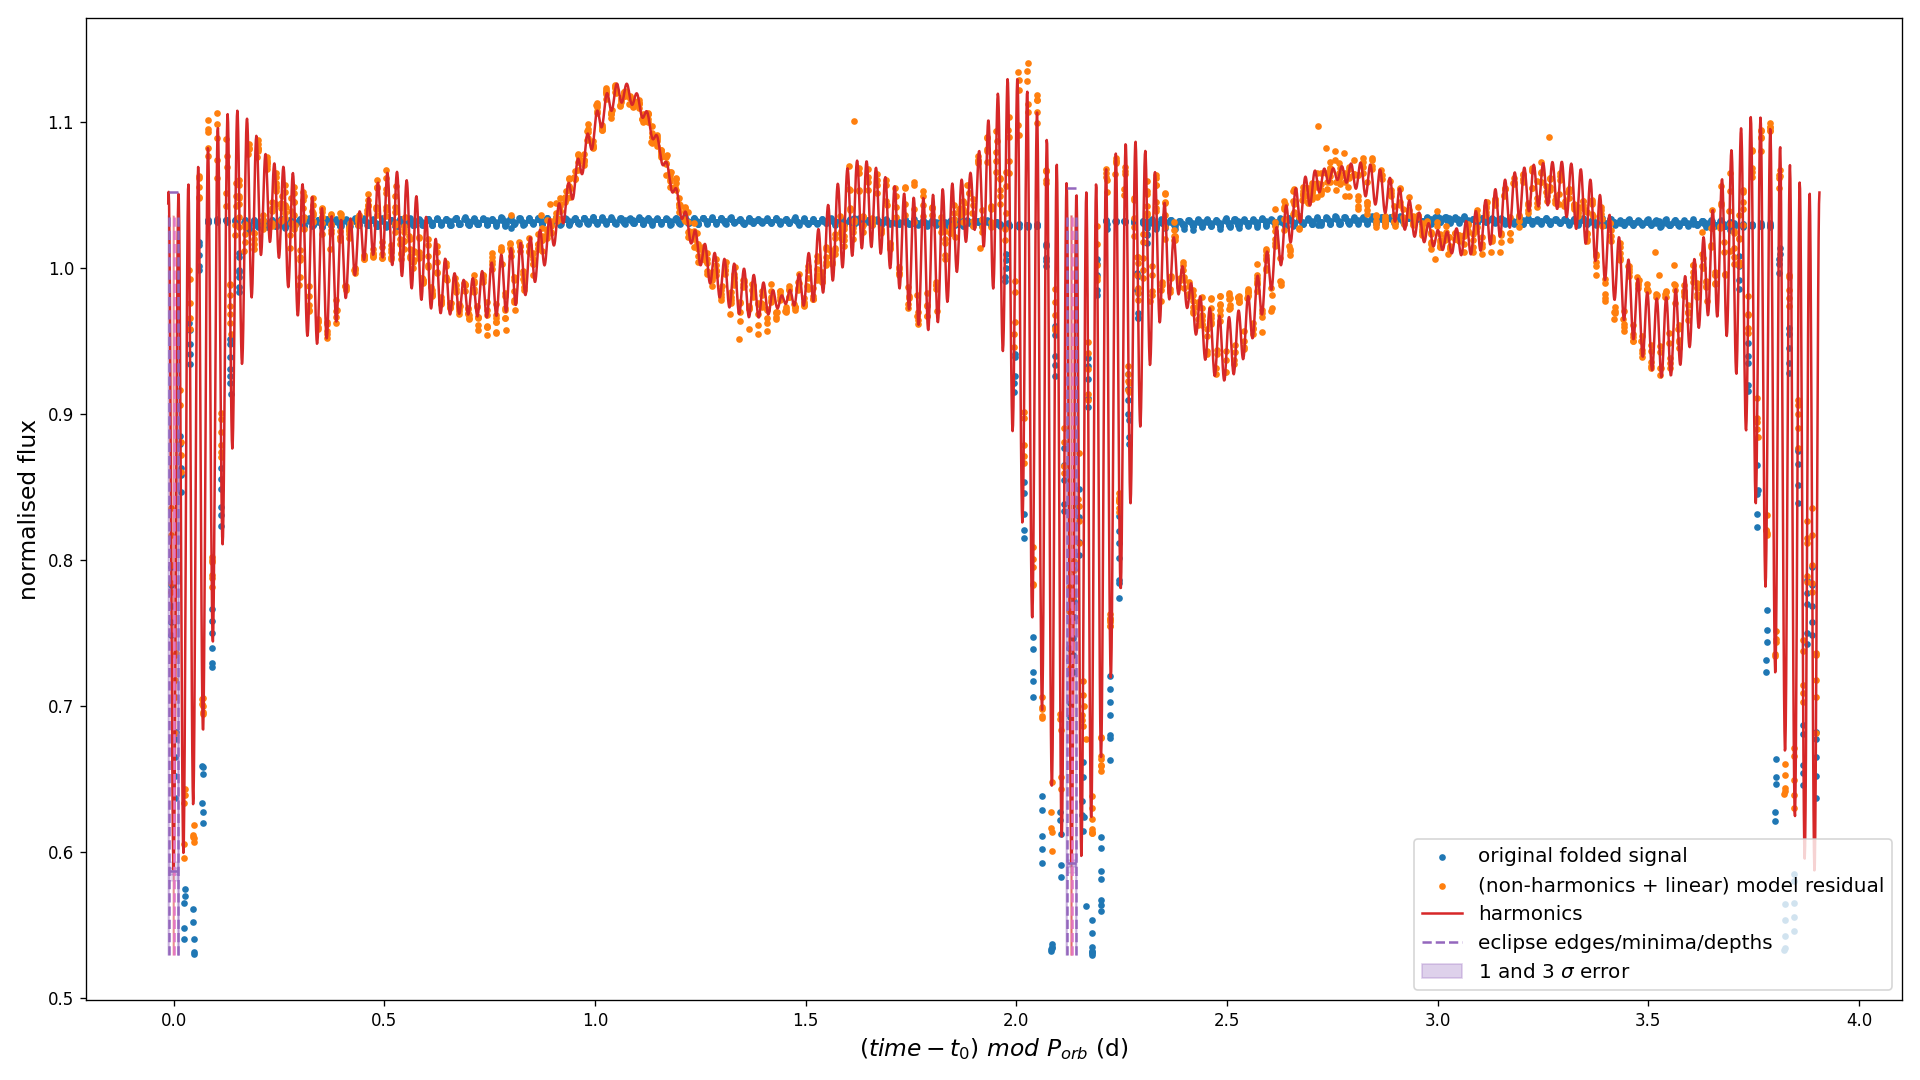 normalised flux
1.1
1.0
0.9
0.8
0.7
0.6
0.5
0.0 0.5 1.0 1.5 2.0 2.5 3.0 3.5 4.0
(time − t₀) mod Pₒᵣb (d)
original folded signal
(non-harmonics + linear) model residual
harmonics
eclipse edges/minima/depths
1 and 3 σ error